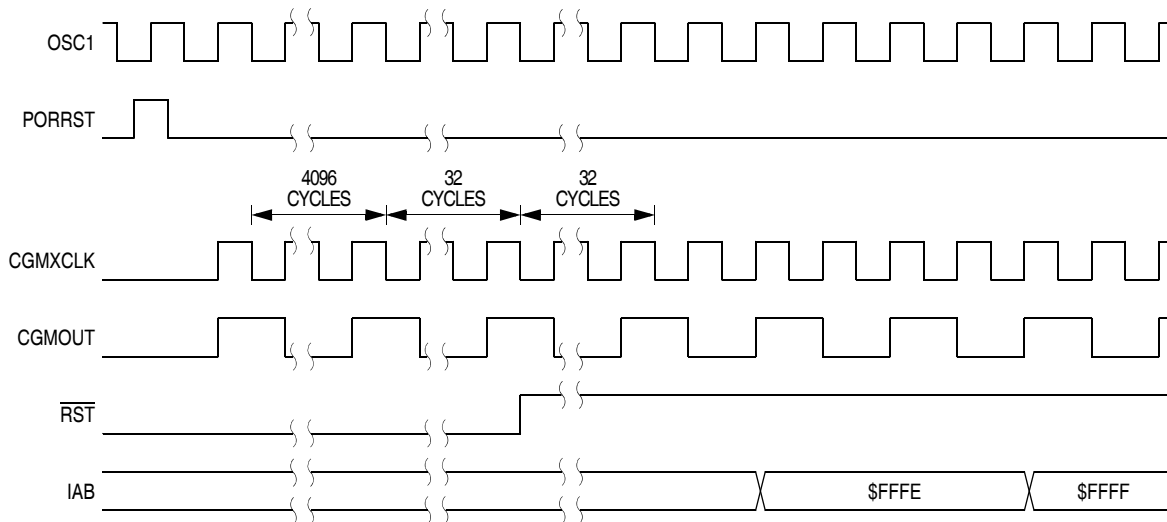 OSC1
PORRST
4096
CYCLES
32
CYCLES
32
CYCLES
CGMXCLK
CGMOUT
RST
IAB
$FFFE
$FFFF